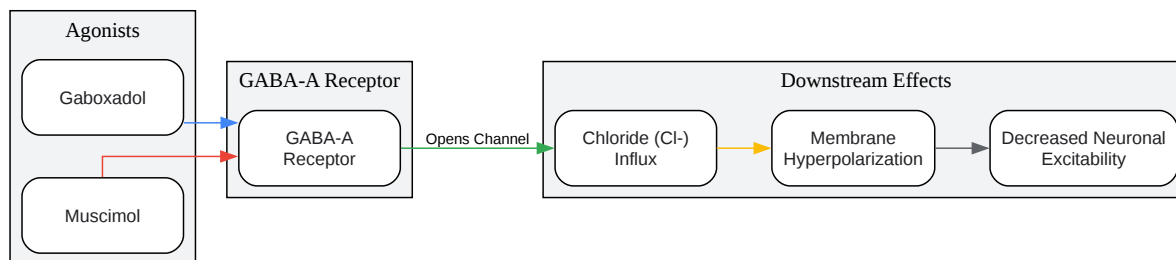 Agonists
Gaboxadol
Muscimol
GABA-A Receptor
GABA-A
Receptor
Opens Channel
Downstream Effects
Chloride (Cl-)
Influx
Membrane
Hyperpolarization
Decreased Neuronal
Excitability